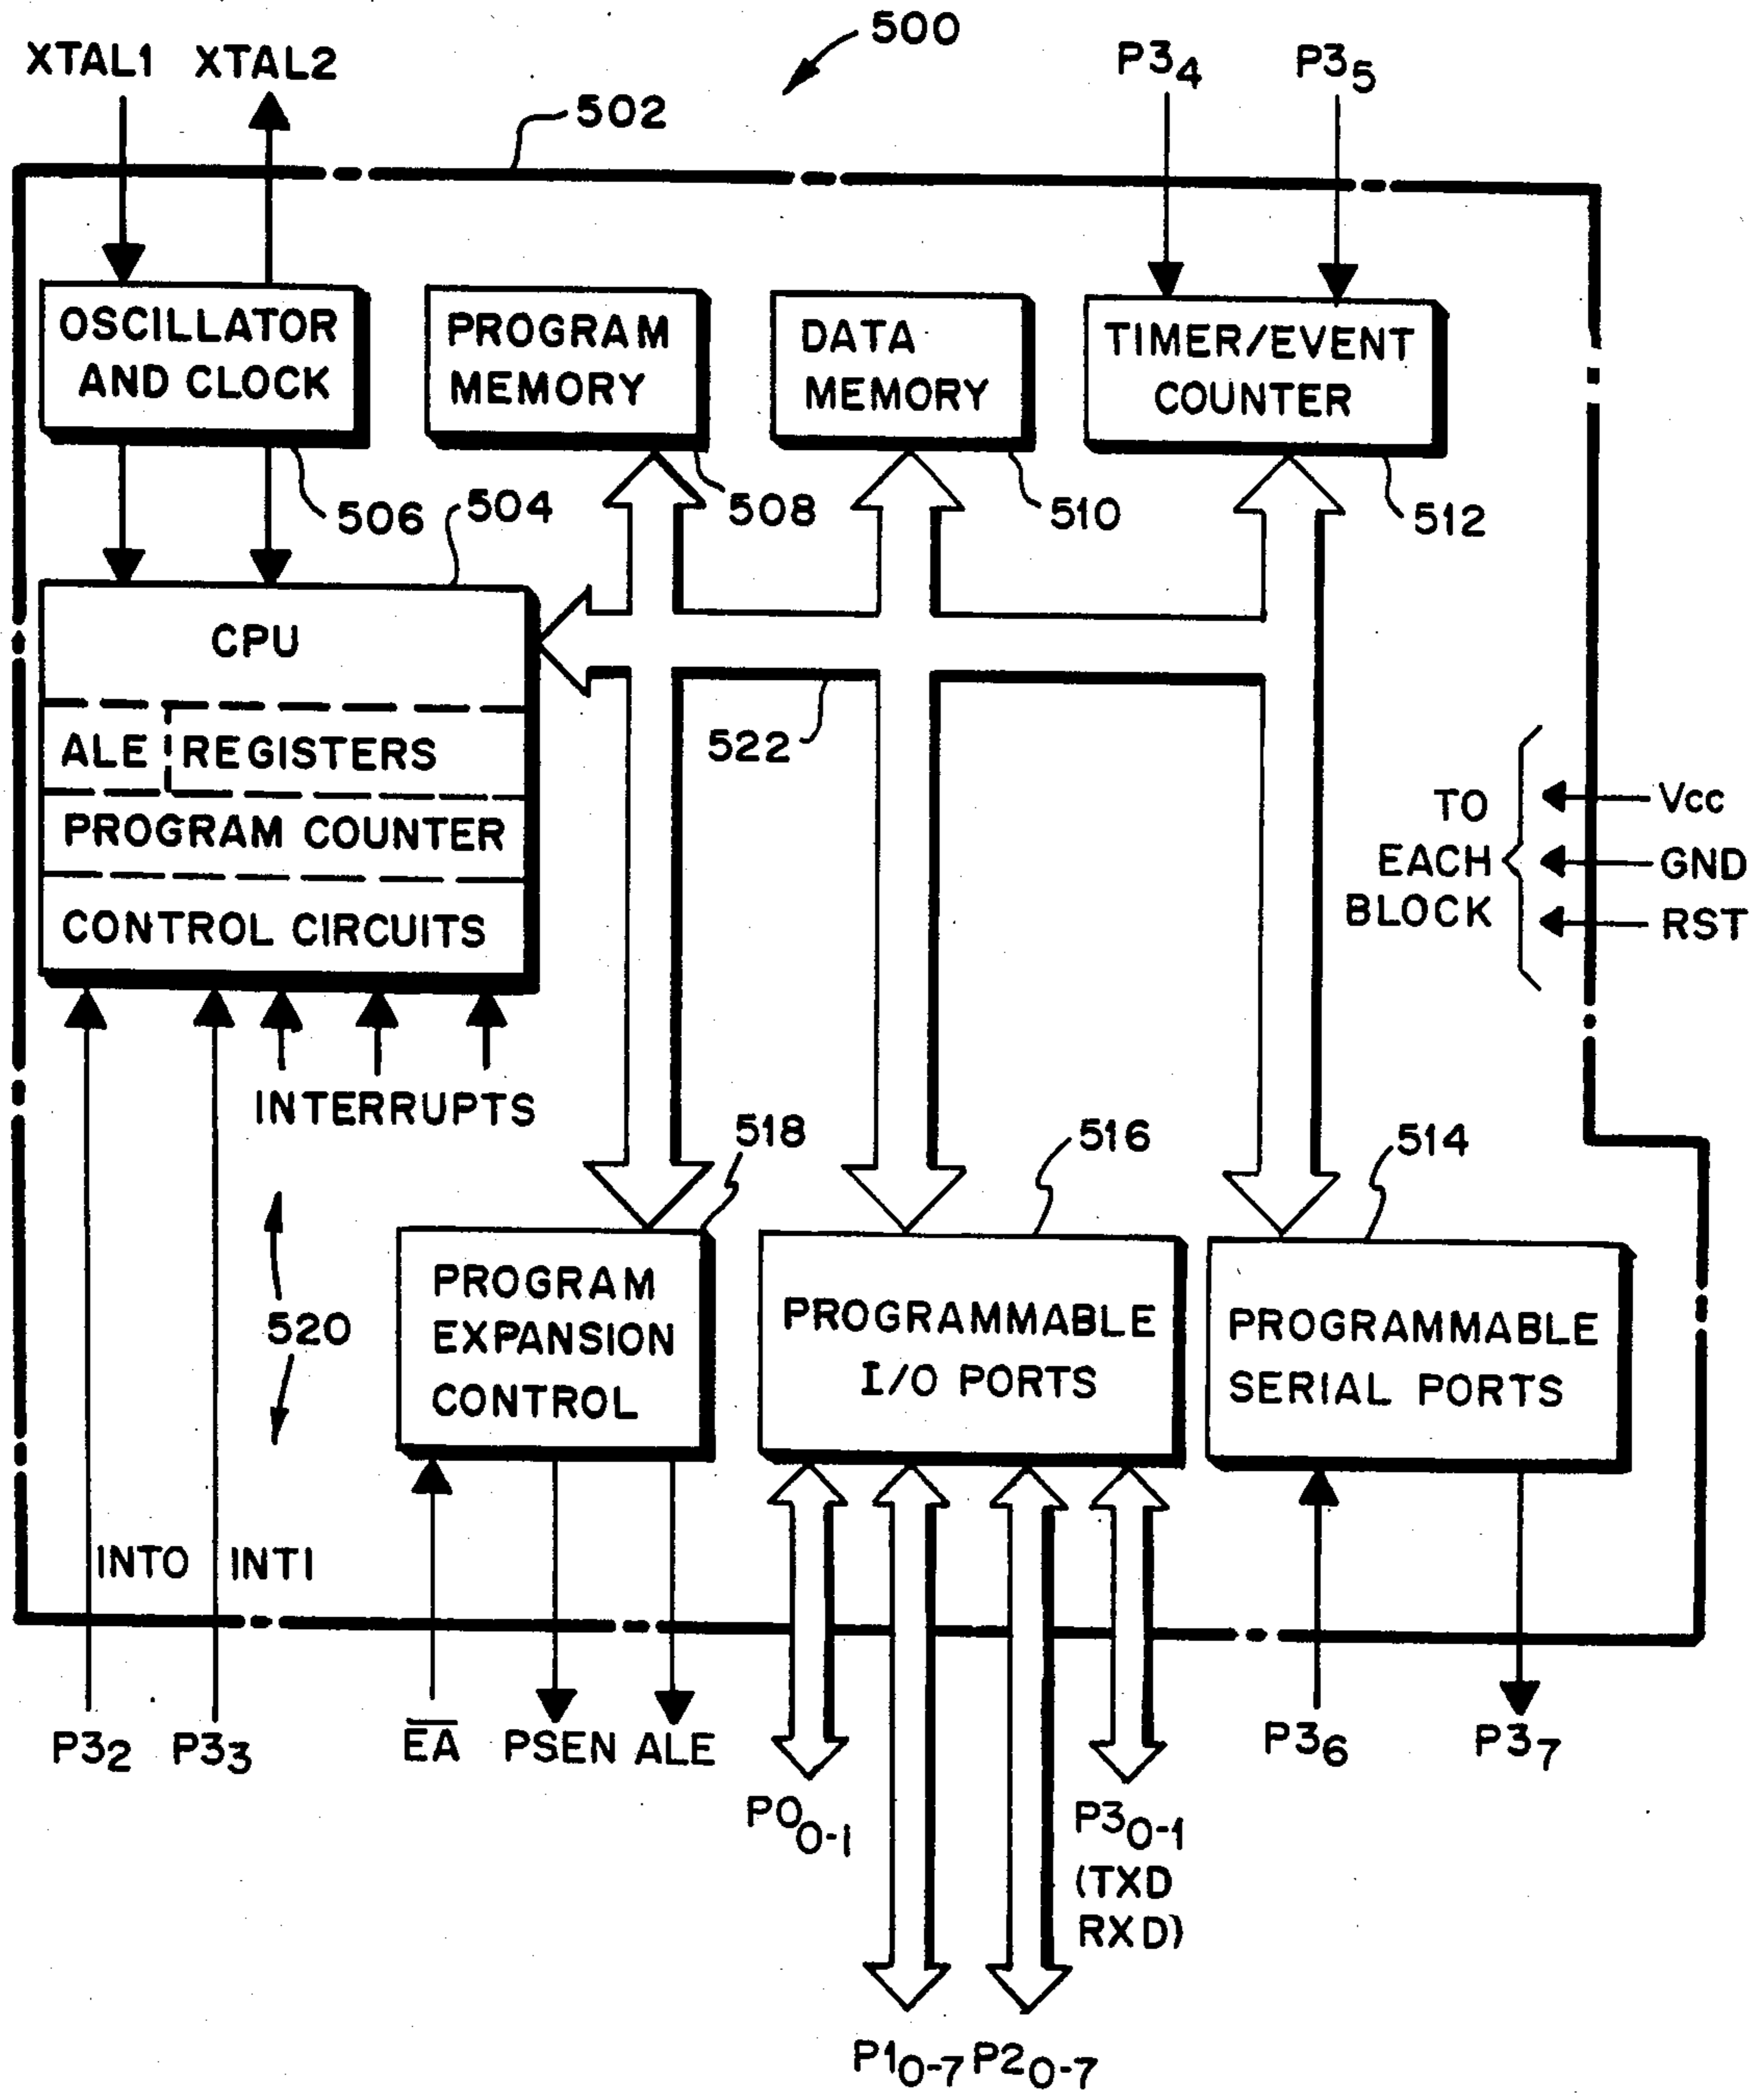 500
XTAL1 XTAL2
P3₄ P3₅
502
OSCILLATOR
AND CLOCK
PROGRAM
MEMORY
DATA
MEMORY
TIMER/EVENT
COUNTER
506
504
508
510
512
CPU
ALE REGISTERS
PROGRAM COUNTER
CONTROL CIRCUITS
522
TO
EACH
BLOCK
Vcc
GND
RST
INTERRUPTS
518
516
514
520
PROGRAM
EXPANSION
CONTROL
PROGRAMMABLE
I/O PORTS
PROGRAMMABLE
SERIAL PORTS
INTO INTI
P3₂ P3₃
E̅A̅ PSEN ALE
P3₆ P3₇
P0₀₋₁
P3₀₋₁
(TXD
RXD)
P1₀₋₇ P2₀₋₇